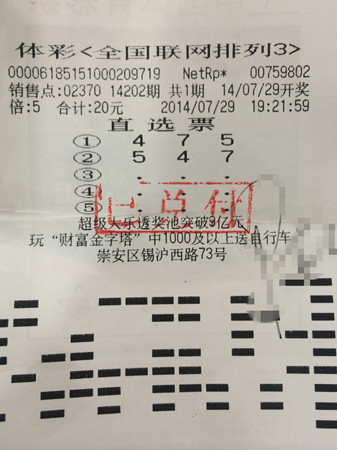 体彩<全国联网排列3>
00006185151000209719 NetRp* 00759802
销售点:02370 14202期 共1期 14/07/29开奖
倍:5 合计:20元 2014/07/29 19:21:59
直选票
① 4 7 5
② 5 4 7
③ . . .
④ . . .
⑤ . . .
已兑付
超级大乐透奖池突破9亿元
玩“财富金字塔”中1000及以上送自行车
崇安区锡沪西路73号